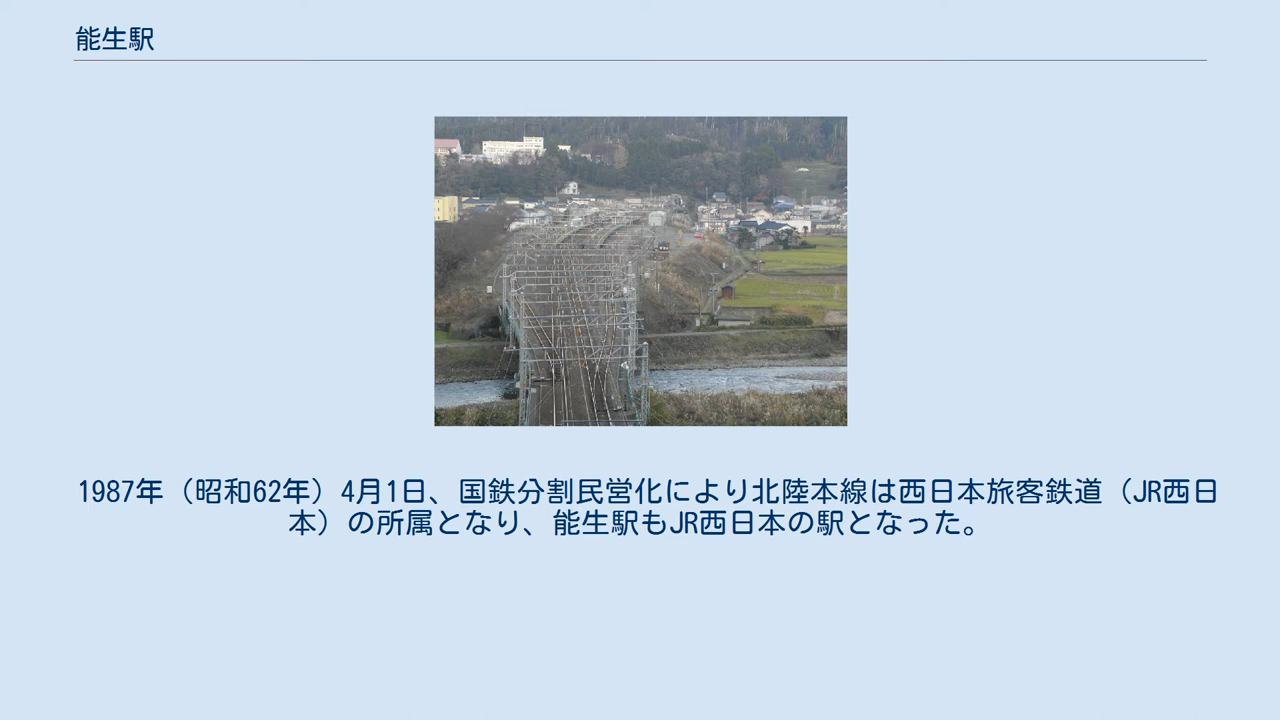 能生駅
1987年（昭和62年）4月1日、国鉄分割民営化により北陸本線は西日本旅客鉄道（JR西日
本）の所属となり、能生駅もJR西日本の駅となった。